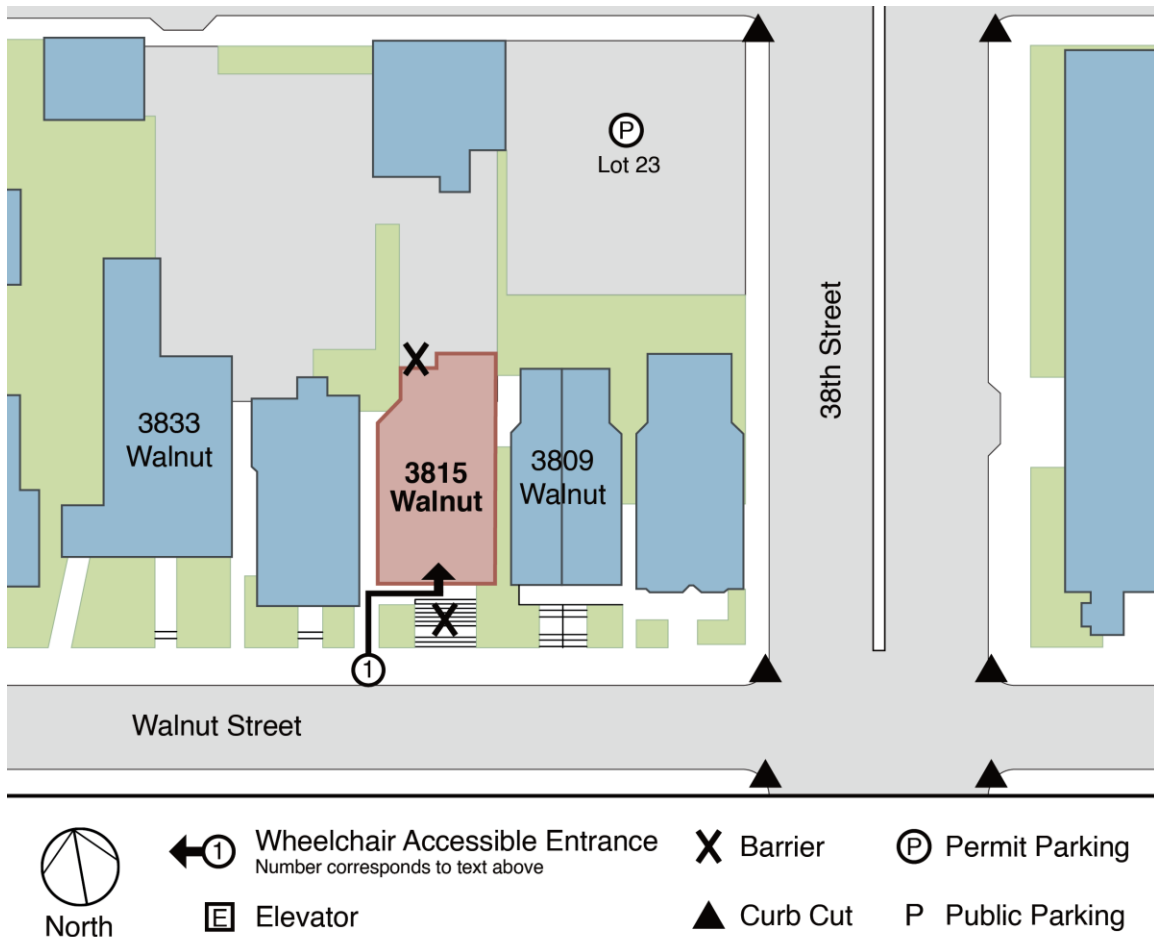 P
Lot 23
38th Street
3833
Walnut
3815
Walnut
3809
Walnut
1
Walnut Street
North
1 Wheelchair Accessible Entrance
Number corresponds to text above
E Elevator
Barrier
Curb Cut
P Permit Parking
P Public Parking